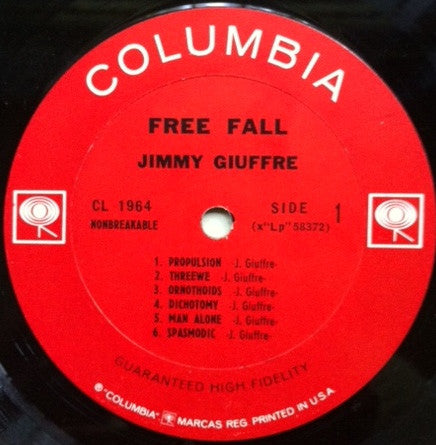 COLUMBIA
FREE FALL
JIMMY GIUFFRE
CL 1964
NONBREAKABLE
SIDE 1
(x"Lp" 58372)
1. PROPULSION -J. Giuffre-
2. THREEWE -J. Giuffre-
3. ORNOTHOIDS -J. Giuffre-
4. DICHOTOMY -J. Giuffre-
5. MAN ALONE -J. Giuffre-
6. SPASMODIC -J. Giuffre-
GUARANTEED HIGH FIDELITY
℗ "COLUMBIA" MARCAS REG. PRINTED IN U.S.A.